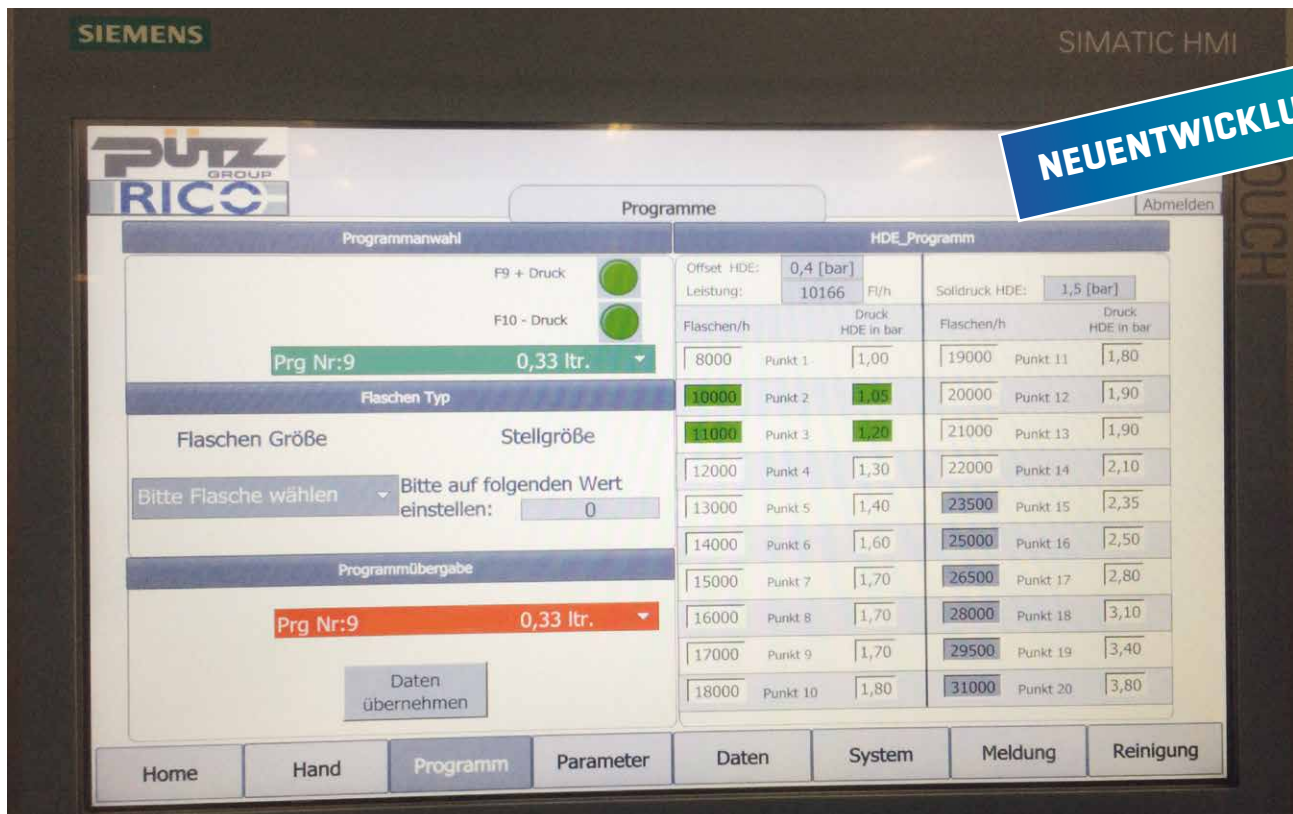 SIEMENS
SIMATIC HMI
NEUENTWICKLU
OUCH
PÜTZ
GROUP
RICO
Programme
Abmelden
Programmanwahl
F9 + Druck
F10 - Druck
Prg Nr:9 0,33 ltr.
Flaschen Typ
Flaschen Größe Stellgröße
Bitte Flasche wählen
Bitte auf folgenden Wert
einstellen: 0
Programmübergabe
Prg Nr:9 0,33 ltr.
Daten
übernehmen
HDE_Programm
Offset HDE: 0,4 [bar]
Leistung: 10166 Fl/h
Solldruck HDE: 1,5 [bar]
Flaschen/h Druck
HDE in bar
8000 Punkt 1 1,00
10000 Punkt 2 1,05
11000 Punkt 3 1,20
12000 Punkt 4 1,30
13000 Punkt 5 1,40
14000 Punkt 6 1,60
15000 Punkt 7 1,70
16000 Punkt 8 1,70
17000 Punkt 9 1,70
18000 Punkt 10 1,80
Flaschen/h Druck
HDE in bar
19000 Punkt 11 1,80
20000 Punkt 12 1,90
21000 Punkt 13 1,90
22000 Punkt 14 2,10
23500 Punkt 15 2,35
25000 Punkt 16 2,50
26500 Punkt 17 2,80
28000 Punkt 18 3,10
29500 Punkt 19 3,40
31000 Punkt 20 3,80
Home Hand Programm Parameter Daten System Meldung Reinigung